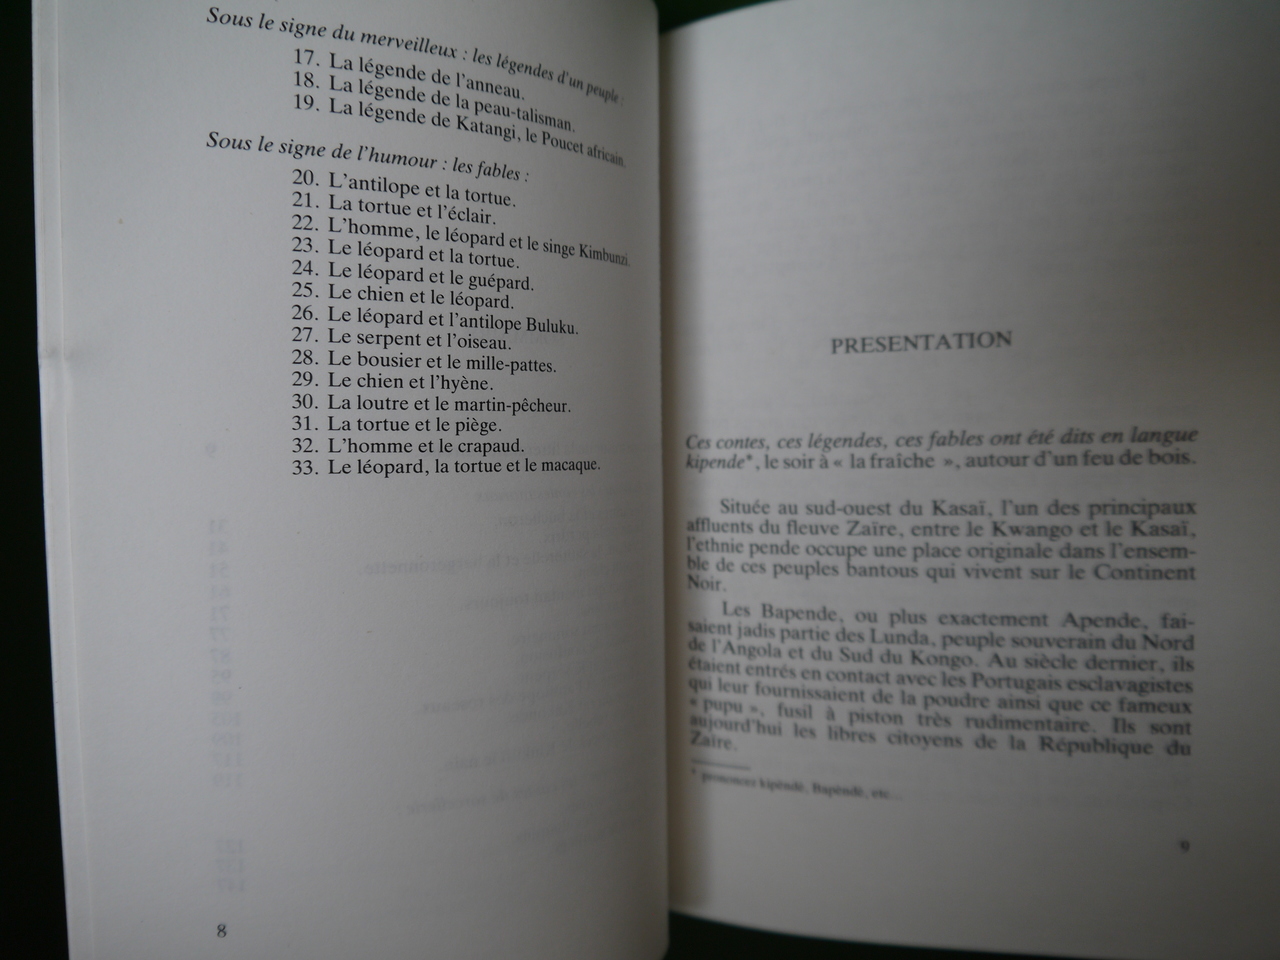 Sous le signe du merveilleux : les légendes d'un peuple :
17. La légende de l'anneau.
18. La légende de la peau-talisman.
19. La légende de Katangi, le Poucet africain.
Sous le signe de l'humour : les fables :
20. L'antilope et la tortue.
21. La tortue et l'éclair.
22. L'homme, le léopard et le singe Kimbunzi.
23. Le léopard et la tortue.
24. Le léopard et le guépard.
25. Le chien et le léopard.
26. Le léopard et l'antilope Buluku.
27. Le serpent et l'oiseau.
28. Le bousier et le mille-pattes.
29. Le chien et l'hyène.
30. La loutre et le martin-pêcheur.
31. La tortue et le piège.
32. L'homme et le crapaud.
33. Le léopard, la tortue et le macaque.
8
PRESENTATION
Ces contes, ces légendes, ces fables ont été dits en langue
kipende*, le soir à « la fraîche », autour d'un feu de bois.
Située au sud-ouest du Kasaï, l'un des principaux
affluents du fleuve Zaïre, entre le Kwango et le Kasaï,
l'ethnie pende occupe une place originale dans l'ensem-
ble de ces peuples bantous qui vivent sur le Continent
Noir.
Les Bapende, ou plus exactement Apende, fai-
saient jadis partie des Lunda, peuple souverain du Nord
de l'Angola et du Sud du Kongo. Au siècle dernier, ils
étaient entrés en contact avec les Portugais esclavagistes
qui leur fournissaient de la poudre ainsi que ce fameux
« pupu », fusil à piston très rudimentaire. Ils sont
aujourd'hui les libres citoyens de la République du
Zaïre.
* prononcez kipèndè, Bapèndè, etc...
9